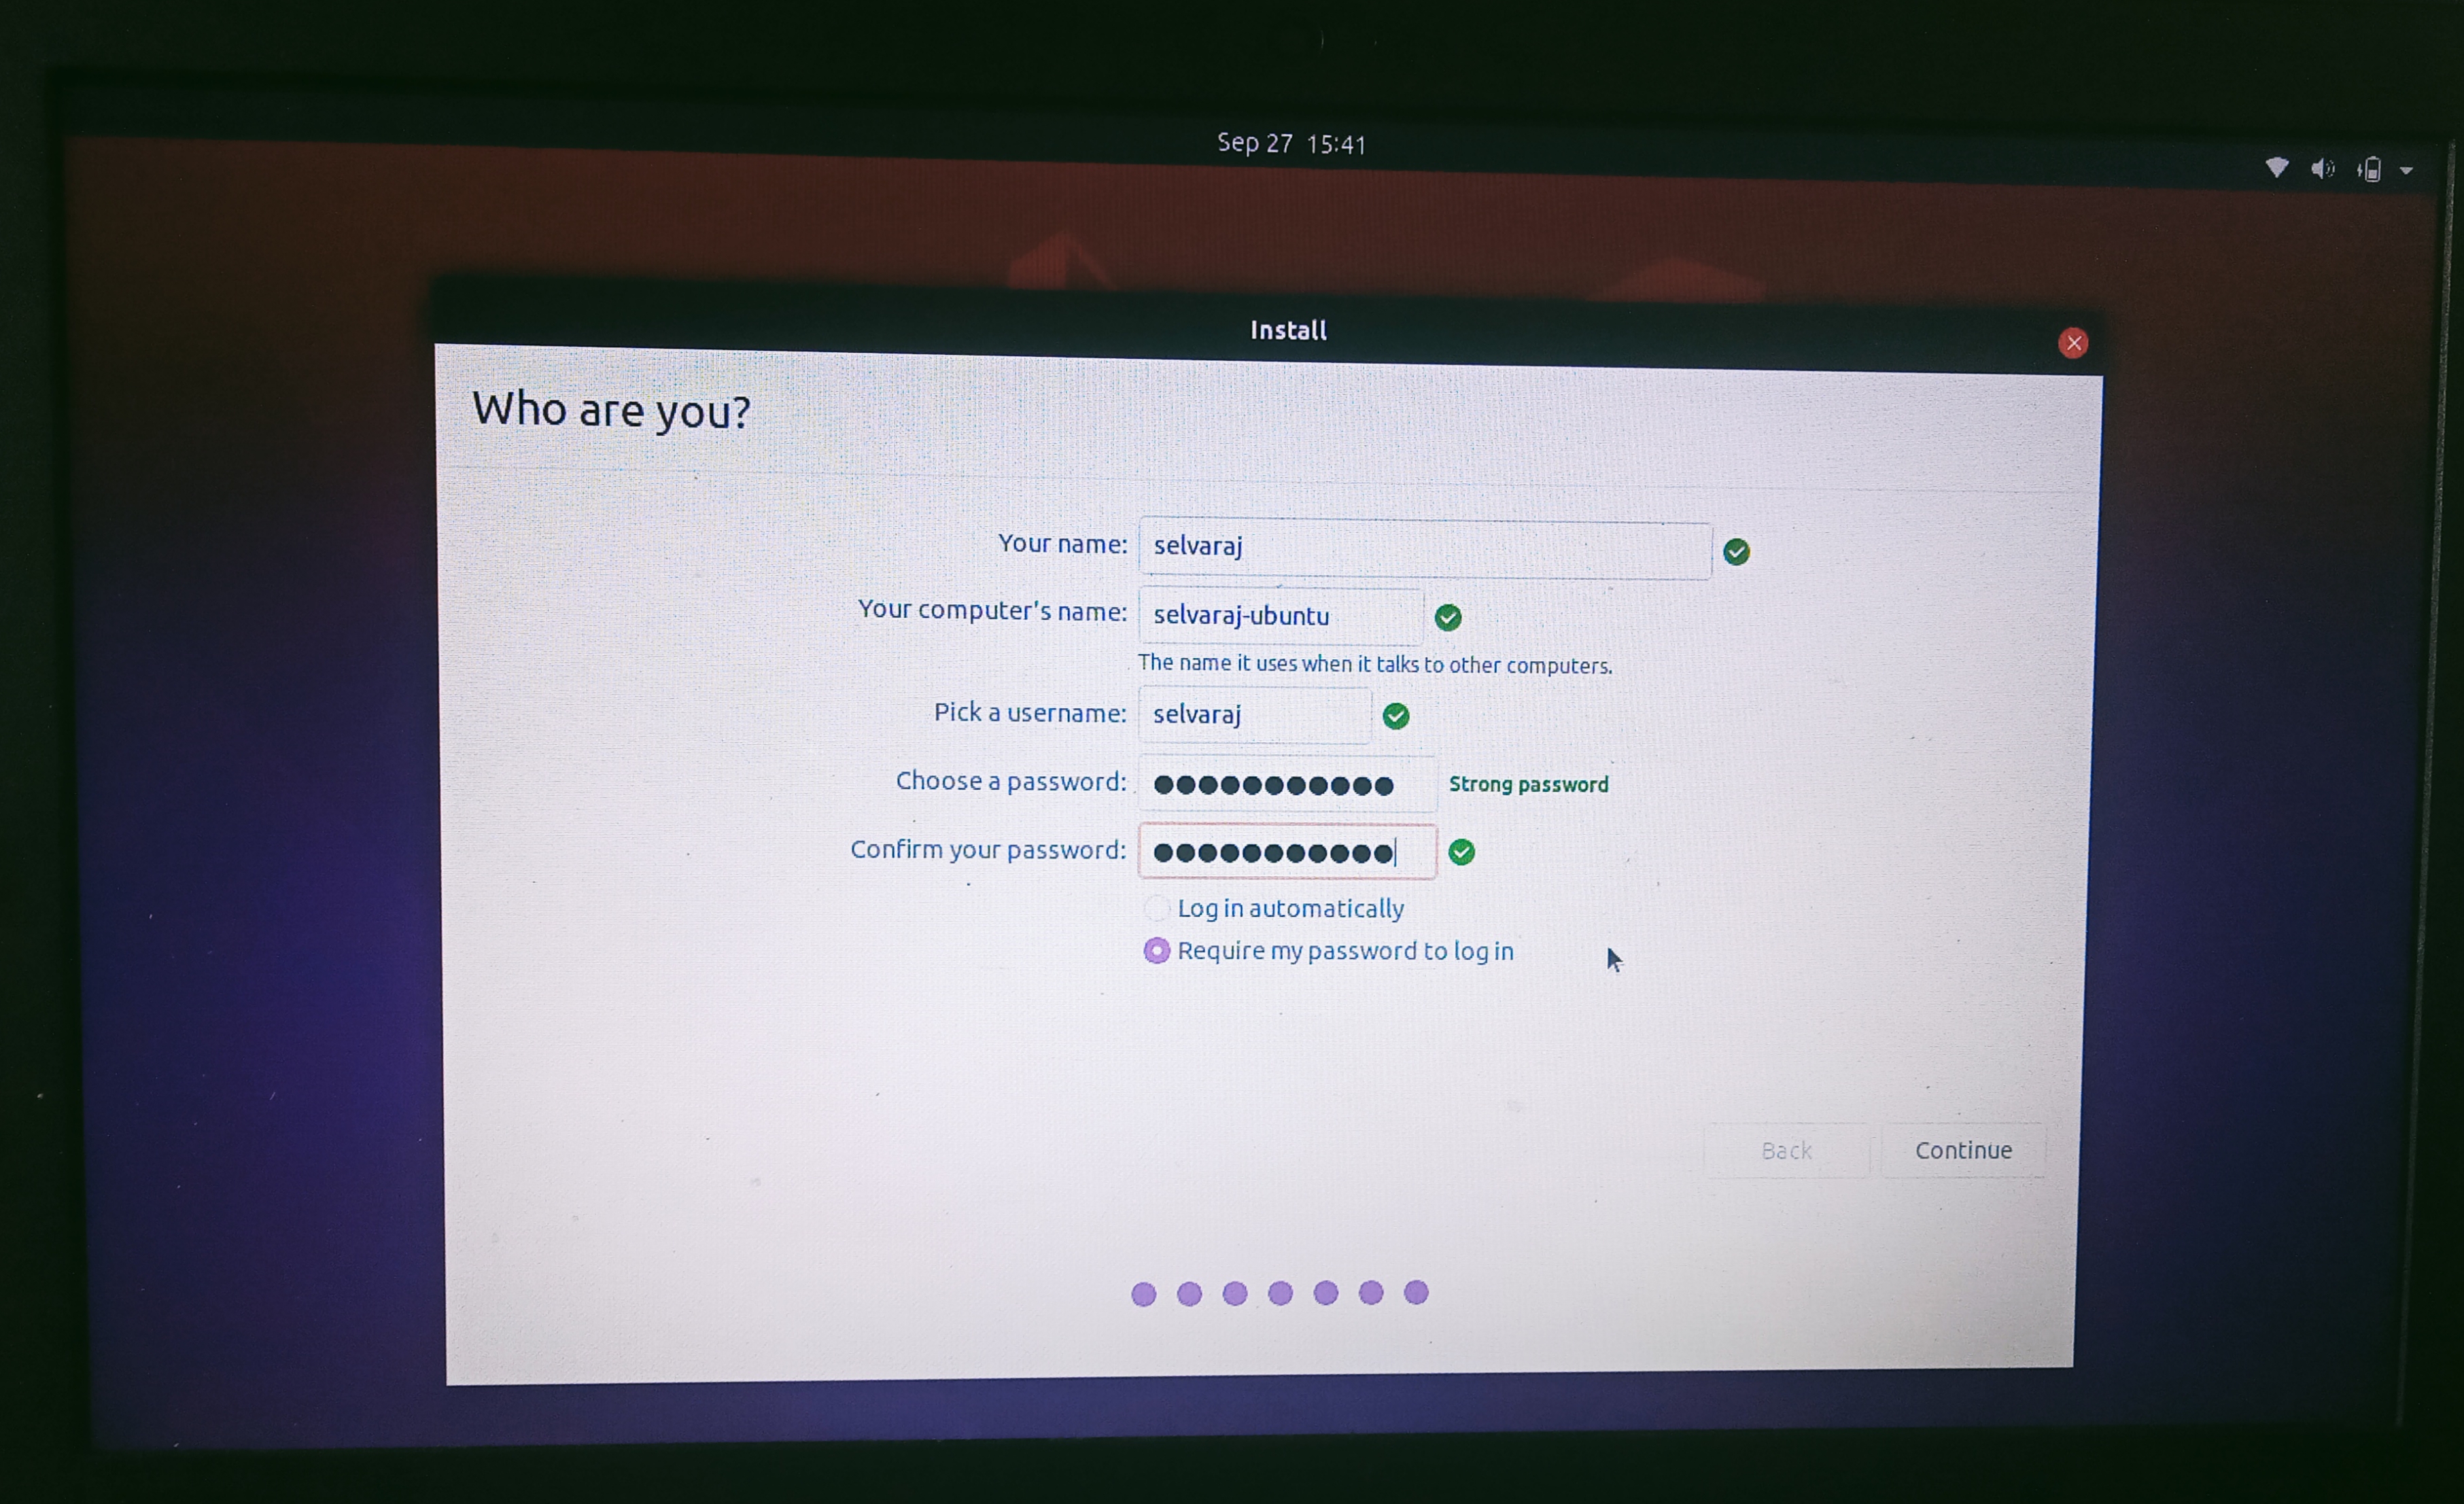 Sep 27 15:41
Install
Who are you?
Your name: selvaraj
Your computer's name: selvaraj-ubuntu
The name it uses when it talks to other computers.
Pick a username: selvaraj
Choose a password: ●●●●●●●●●●● Strong password
Confirm your password: ●●●●●●●●●●●
Log in automatically
Require my password to log in
Back Continue